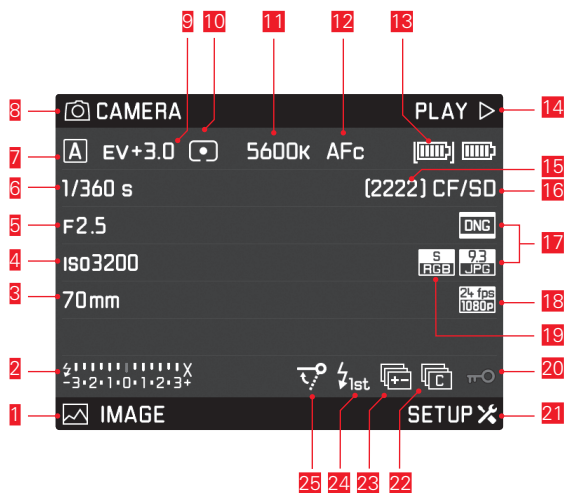 9 10 11 12 13
8 CAMERA PLAY 14
7 A EV+3.0 5600K AFc
15
6 1/360 s (2222) CF/SD 16
5 F2.5 DNG
17
4 ISO3200 S RGB 9.3 JPG
3 70mm 24 fps 1080P 18
19
2 X
-3•2•1•0•1•2•3+ 1st C 20
1 IMAGE SETUP 21
25 24 23 22